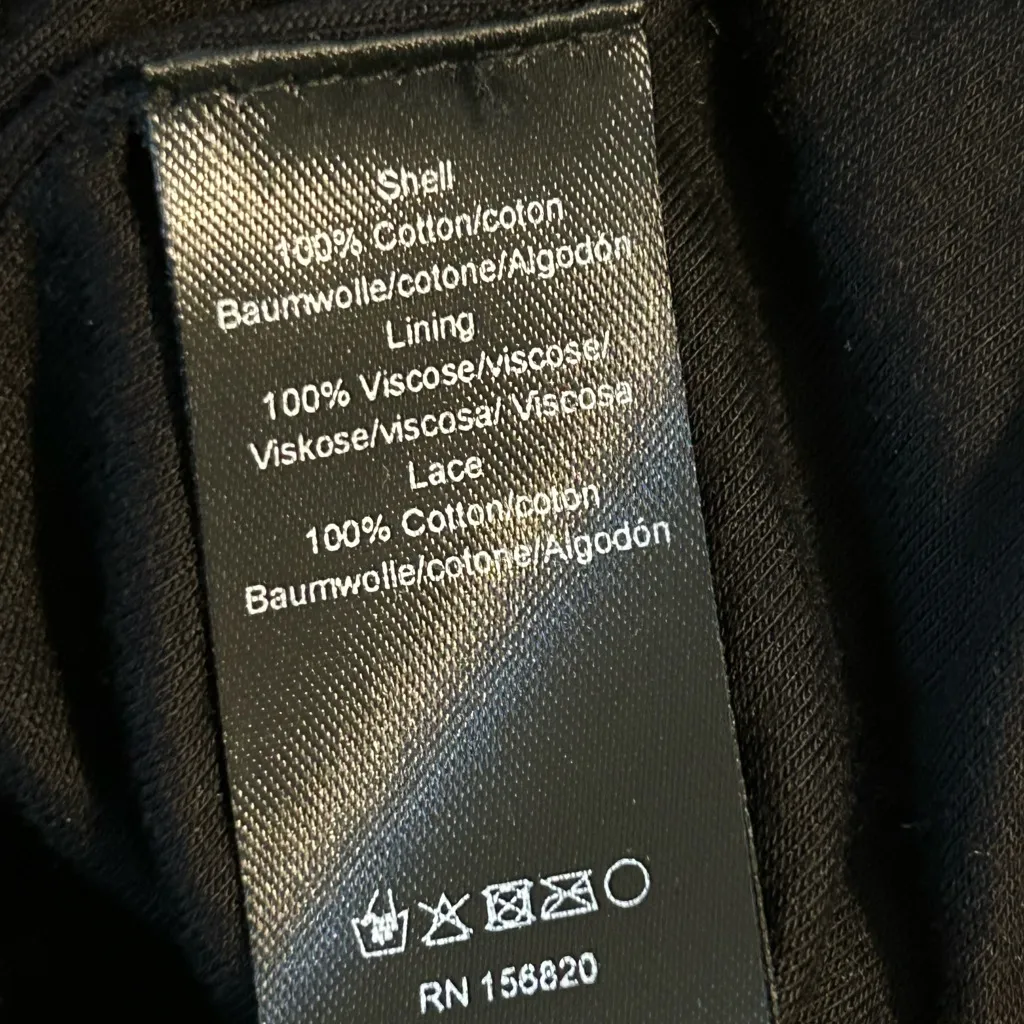 Shell
100% Cotton/coton
Baumwolle/cotone/Algodón
Lining
100% Viscose/viscose/
Viskose/viscosa/ Viscosa
Lace
100% Cotton/coton
Baumwolle/cotone/Algodón
RN 156820